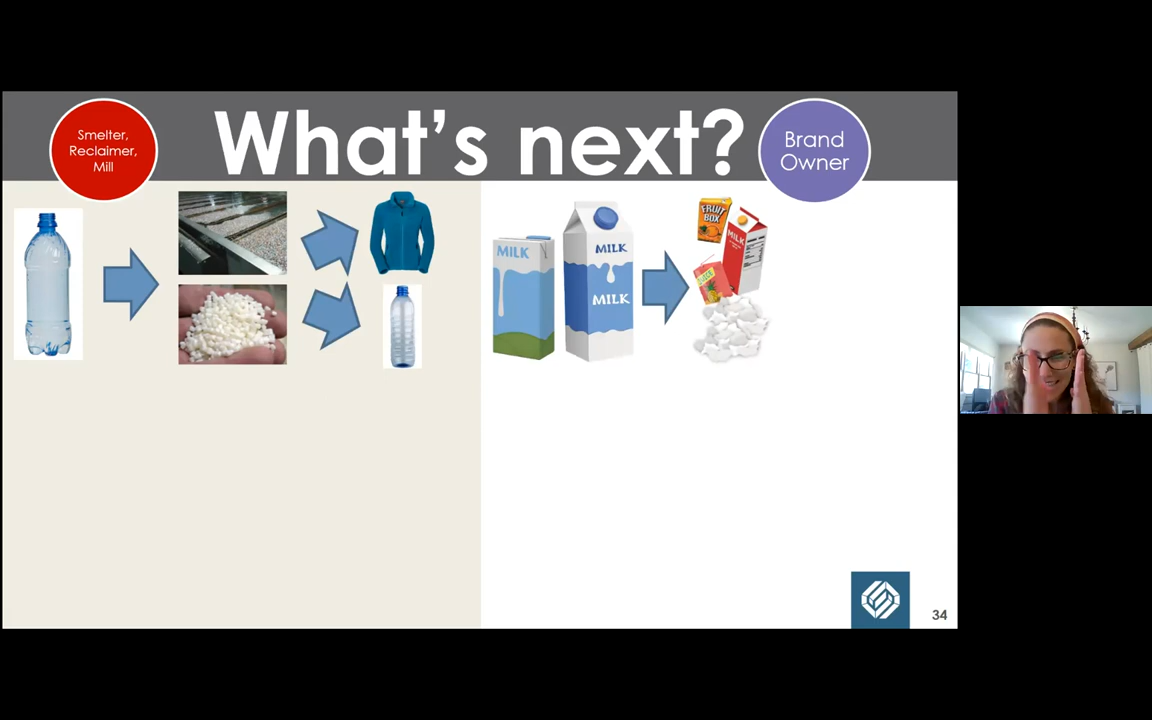 Smelter,
Reclaimer,
Mill
What's next?
Brand
Owner
MILK
MILK
MILK
FRUIT
BOX
MILK
34